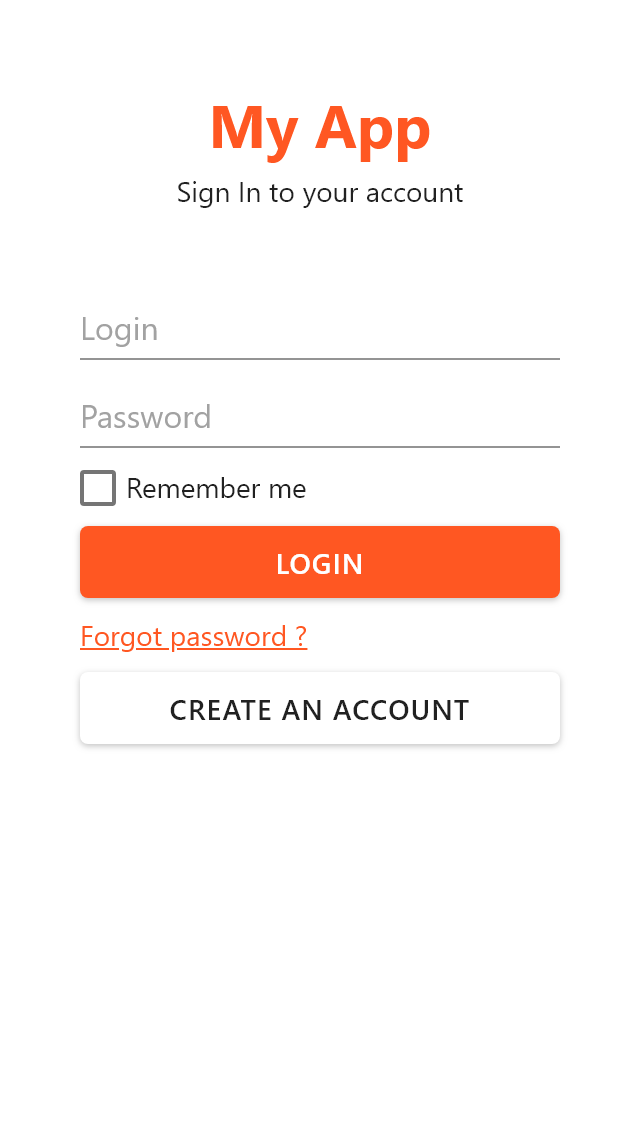 My App
Sign In to your account
Login
Password
Remember me
LOGIN
Forgot password ?
CREATE AN ACCOUNT